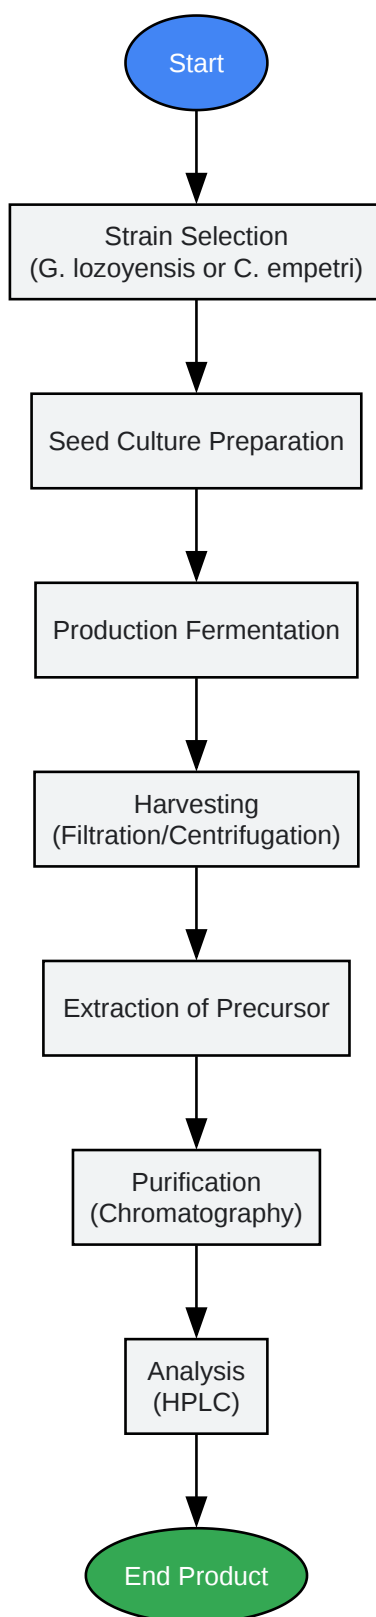 Start
Strain Selection
(G. lozoyensis or C. empetri)
Seed Culture Preparation
Production Fermentation
Harvesting
(Filtration/Centrifugation)
Extraction of Precursor
Purification
(Chromatography)
Analysis
(HPLC)
End Product